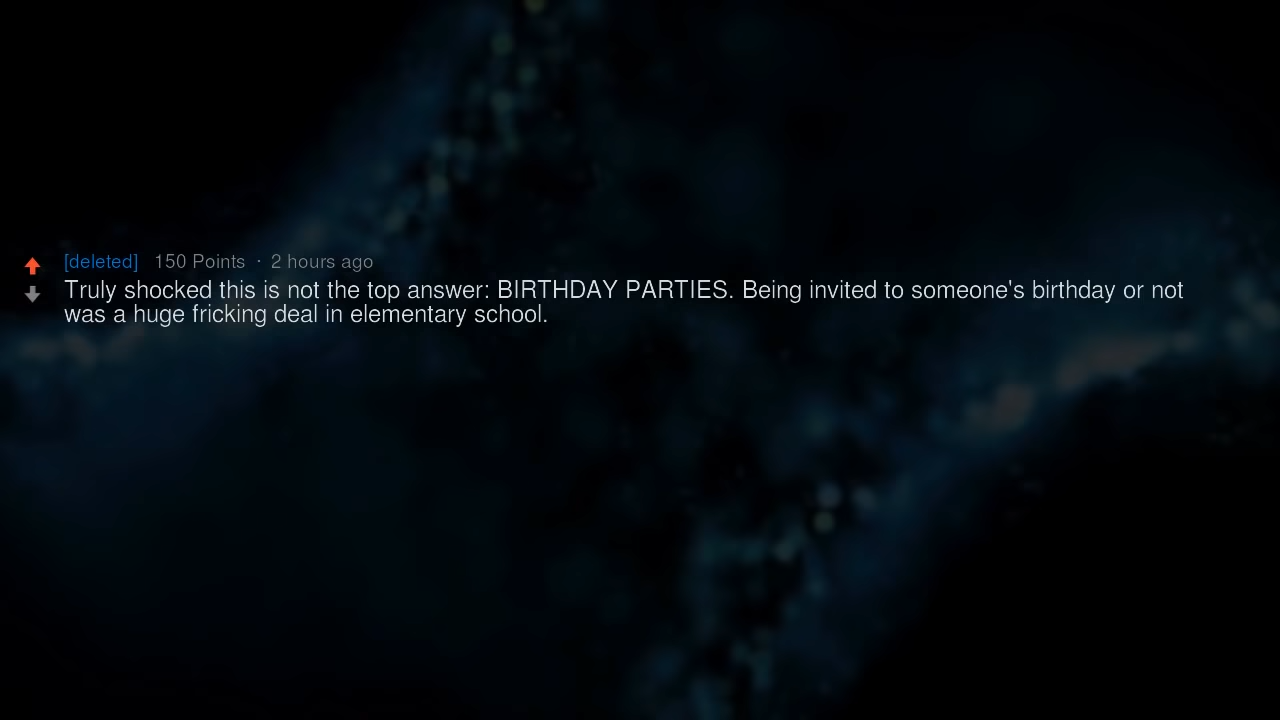 [deleted] 150 Points · 2 hours ago
Truly shocked this is not the top answer: BIRTHDAY PARTIES. Being invited to someone's birthday or not
was a huge fricking deal in elementary school.